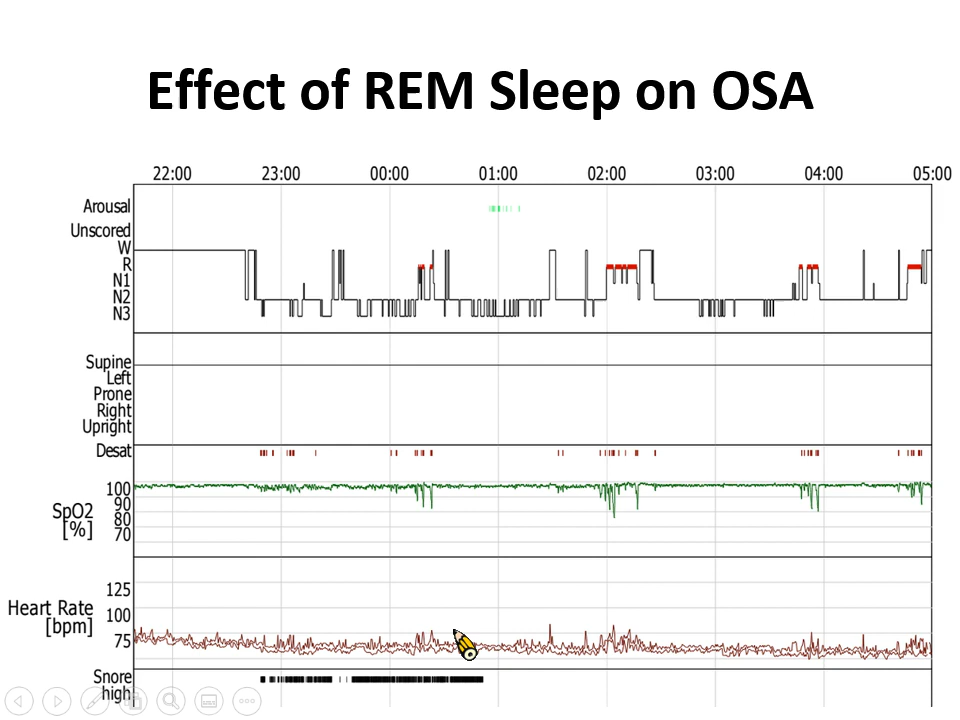 Effect of REM Sleep on OSA
22:00 23:00 00:00 01:00 02:00 03:00 04:00 05:00
Arousal
Unscored
W
R
N1
N2
N3
Supine
Left
Prone
Right
Upright
Desat
SpO2
[%]
100
90
80
70
Heart Rate
[bpm]
125
100
75
Snore
high